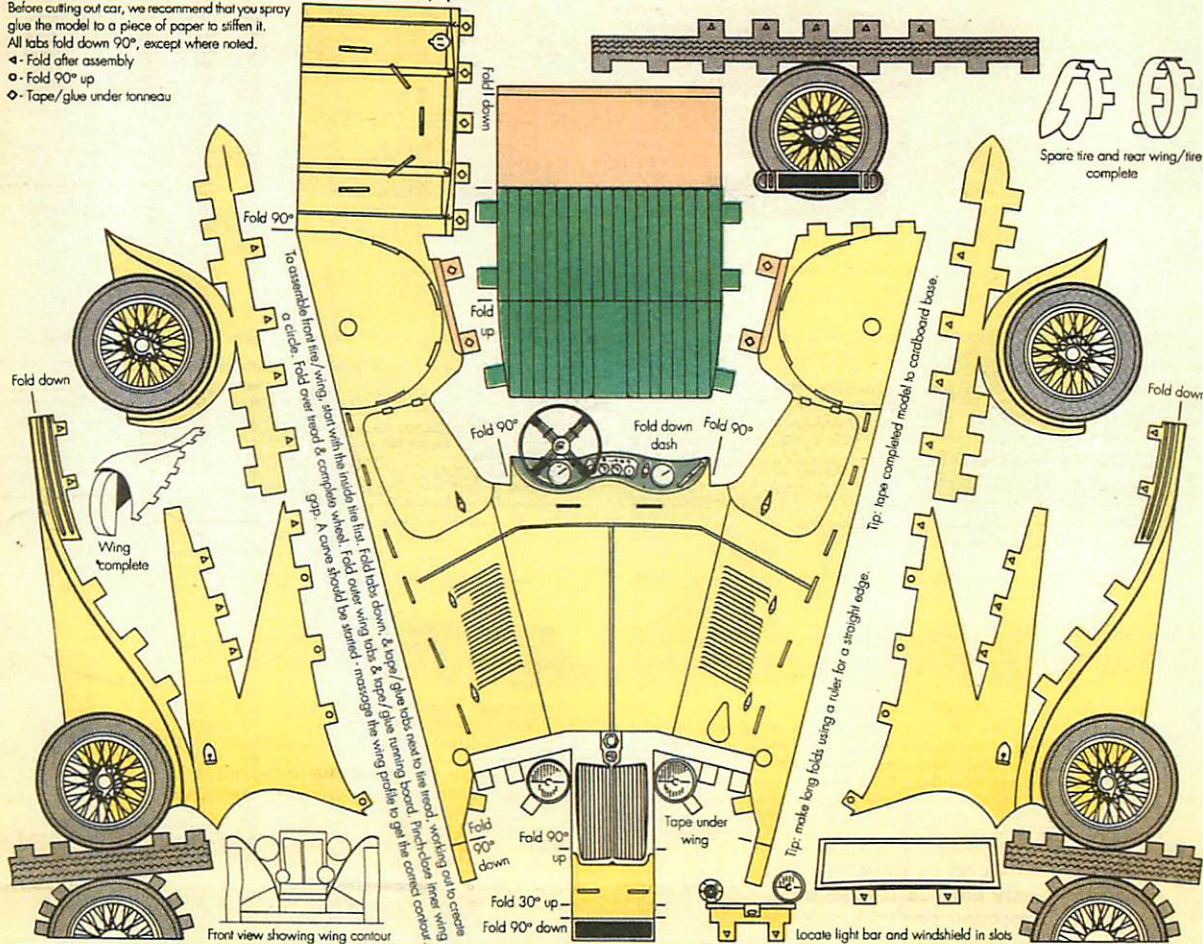 Before cutting out car, we recommend that you spray
glue the model to a piece of paper to stiffen it.
All tabs fold down 90°, except where noted.
- Fold after assembly
- Fold 90° up
- Tape/glue under tonneau
Fold 1 down
Spare tire and rear wing/tire
complete
Fold 90°
Fold
up
To assemble front tire/wing, start with the inside tire first. Fold tabs down, & tape/glue tabs next to tire tread, working out to create
a circle. Fold over tread & complete wheel. Fold outer wing tabs & tape/glue running board. Pinch-close inner wing
gap. A curve should be started - massage the wing profile to get the correct contour.
Fold down
Wing
complete
Fold 90°
Fold down
dash
Fold 90°
Tip: tape completed model to cardboard base.
Fold down
Tip: make long folds using a ruler for a straight edge.
Fold
90°
down
Fold 90°
up
Tape under
wing
Fold 30° up
Fold 90° down
Front view showing wing contour
Locate light bar and windshield in slots